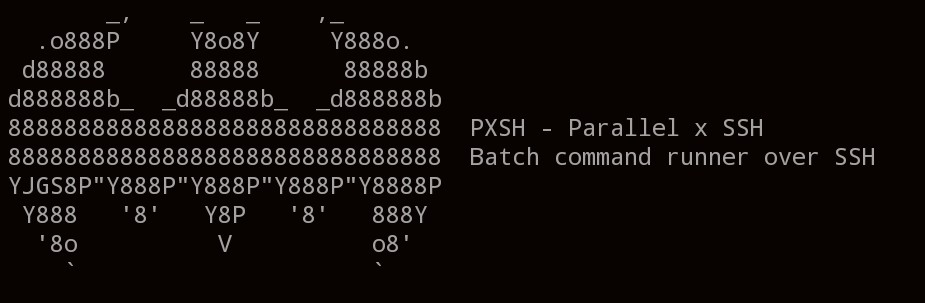 _,    _   _    ,_
  .o888P     Y8o8Y     Y888o.
 d88888      88888      88888b
d888888b_  _d88888b_  _d888888b
8888888888888888888888888888888  PXSH - Parallel x SSH
8888888888888888888888888888888  Batch command runner over SSH
YJGS8P"Y888P"Y888P"Y888P"Y8888P
 Y888   '8'   Y8P   '8'   888Y
  '8o          V          o8'
    `                     `